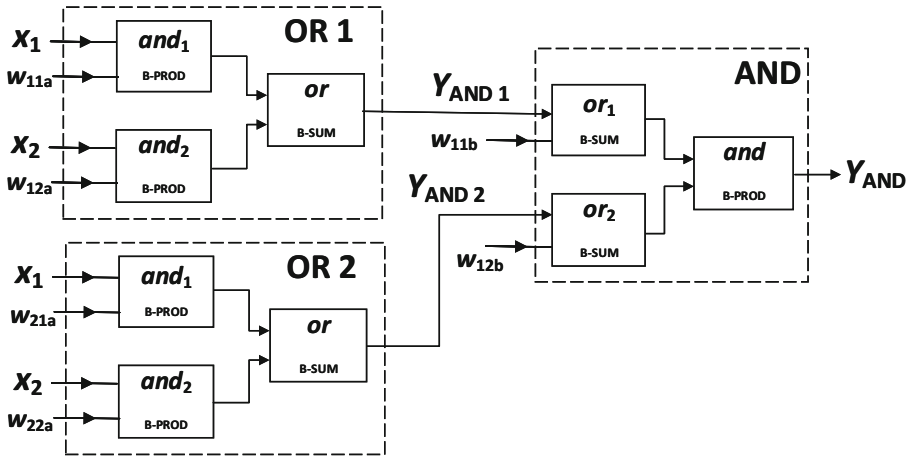 OR 1
x1
and1
w11a
B-PROD
or
B-SUM
x2
and2
w12a
B-PROD
YAND 1
YAND 2
OR 2
x1
and1
w21a
B-PROD
or
B-SUM
x2
and2
w22a
B-PROD
AND
or1
w11b
B-SUM
and
B-PROD
YAND
or2
w12b
B-SUM